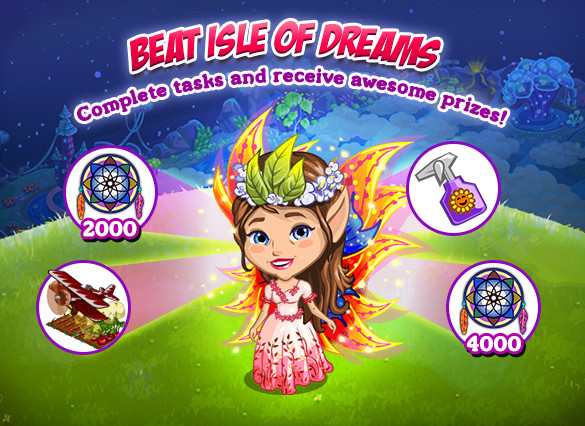 BEAT ISLE OF DREAMS
Complete tasks and receive awesome prizes!
2000
4000